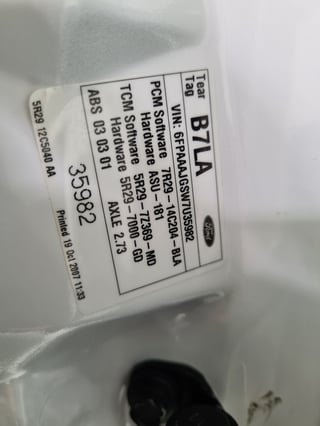 Tear Tag B7LA Ford
VIN: 6FPAAAJGSW7U35982
PCM Software 7R29-14C204-BLA
Hardware ASU-181
TCM Software 5R29-7Z369-MD
Hardware 5R29-7000-GD
ABS 03 03 01 AXLE 2.73
35982
5R29 12C5040 AA Printed 19 Oct 2007 11:33